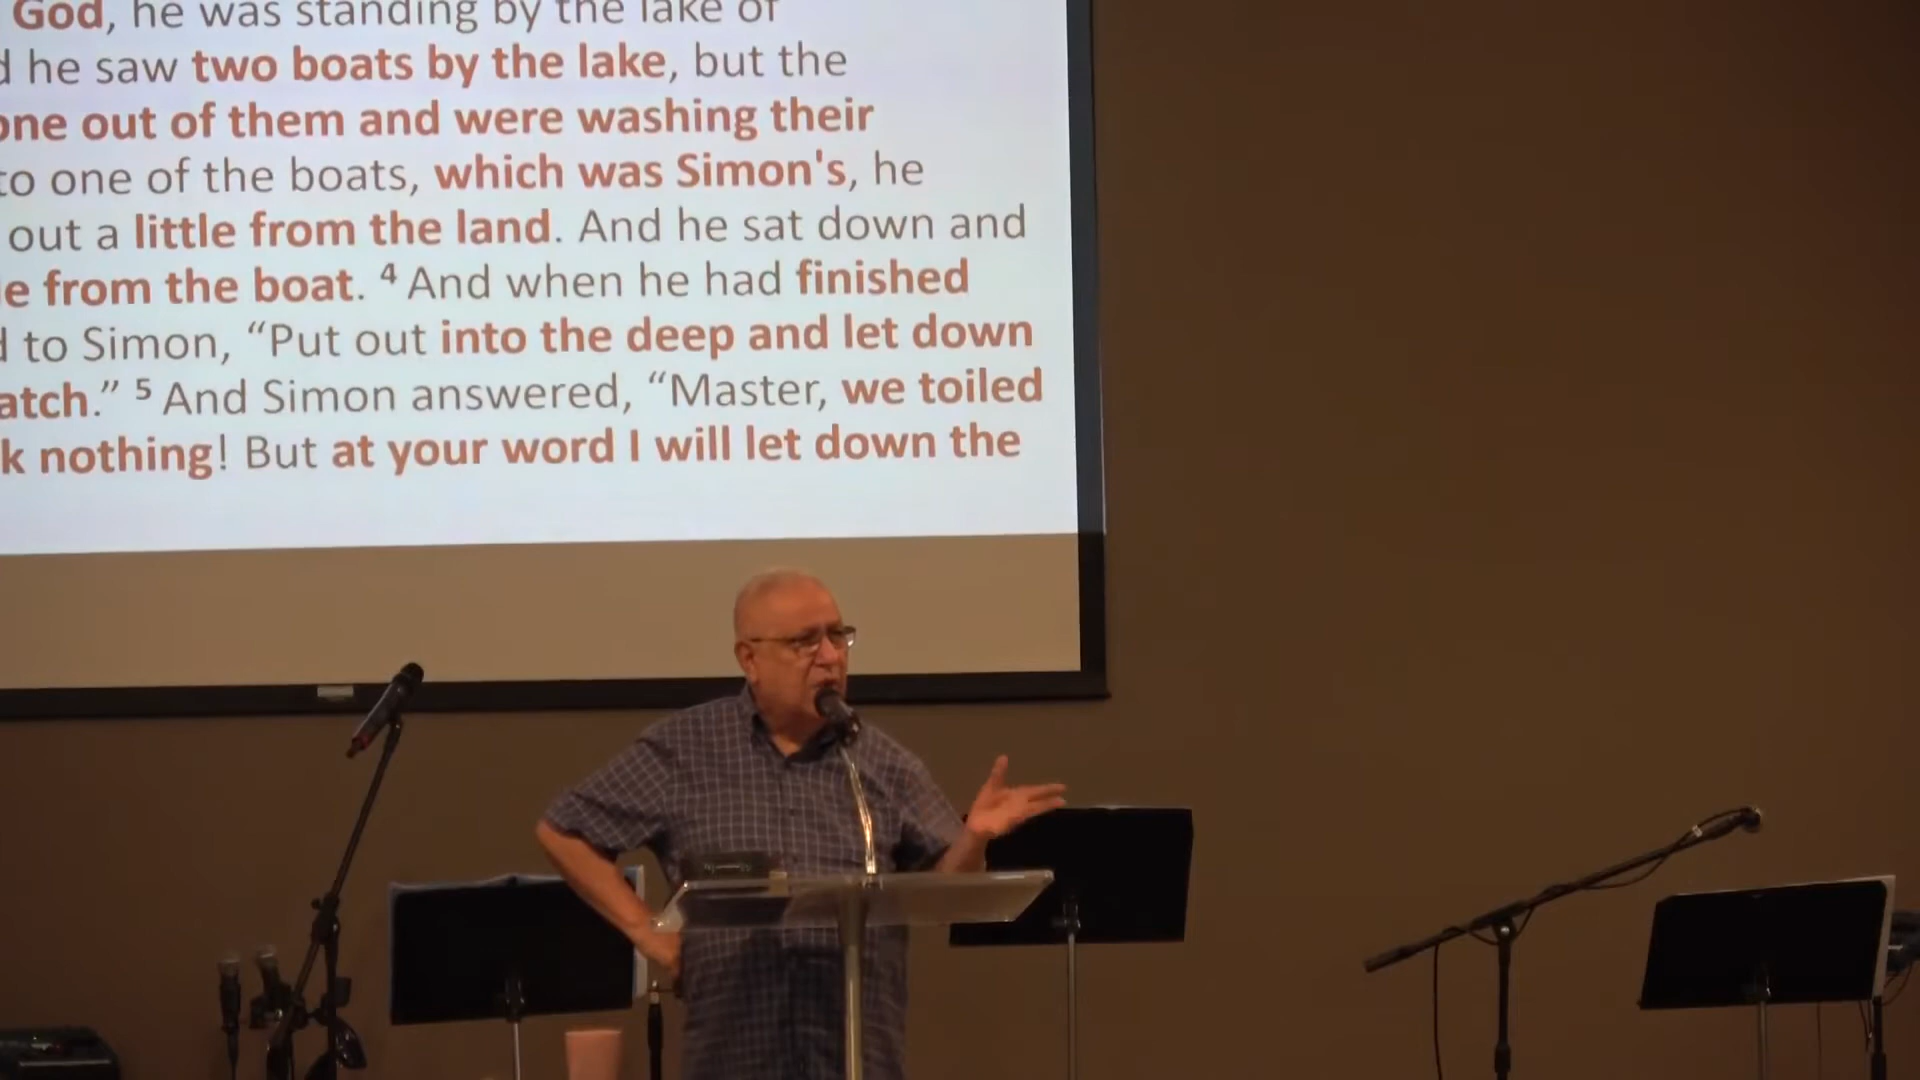 God, he was standing by the lake of
he saw two boats by the lake, but the
one out of them and were washing their
to one of the boats, which was Simon's, he
out a little from the land. And he sat down and
from the boat. ⁴ And when he had finished
to Simon, “Put out into the deep and let down
atch.” ⁵ And Simon answered, “Master, we toiled
k nothing! But at your word I will let down the